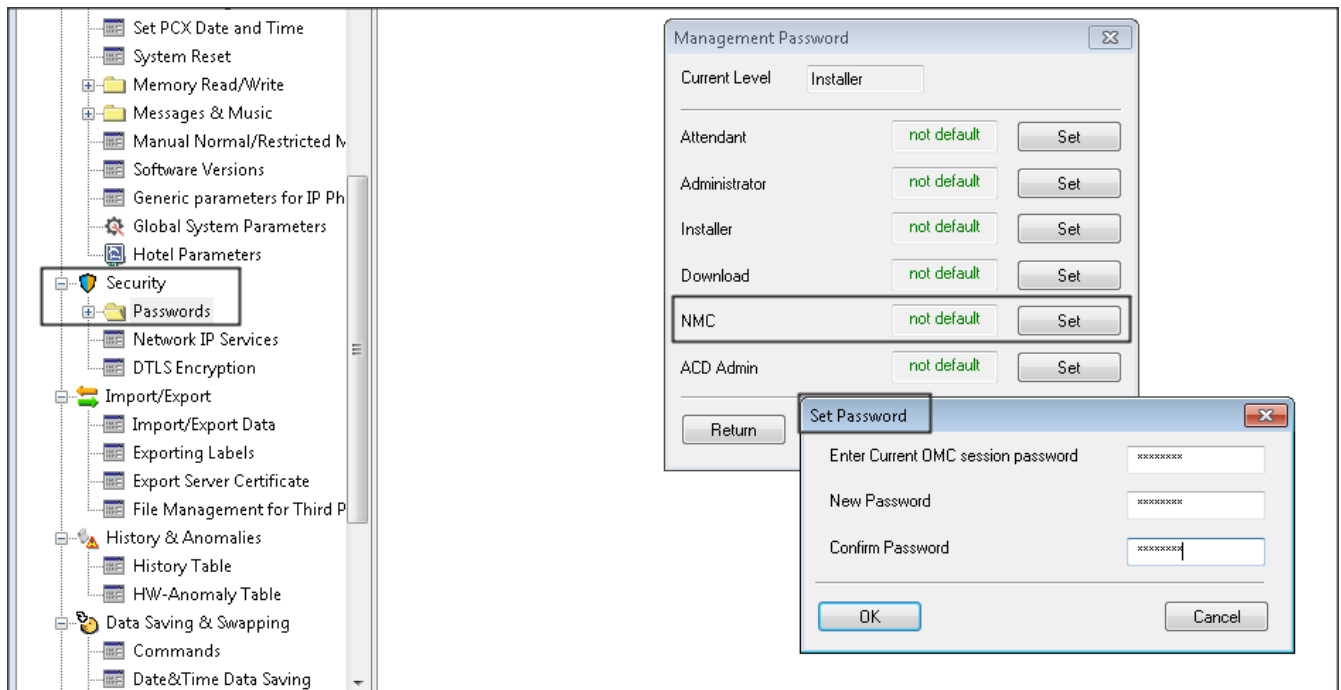 Set PCX Date and Time
System Reset
Memory Read/Write
Messages & Music
Manual Normal/Restricted M
Software Versions
Generic parameters for IP Ph
Global System Parameters
Hotel Parameters
Security
Passwords
Network IP Services
DTLS Encryption
Import/Export
Import/Export Data
Exporting Labels
Export Server Certificate
File Management for Third P
History & Anomalies
History Table
HW-Anomaly Table
Data Saving & Swapping
Commands
Date&Time Data Saving
Management Password
Current Level Installer
Attendant not default Set
Administrator not default Set
Installer not default Set
Download not default Set
NMC not default Set
ACD Admin not default Set
Return
Set Password
Enter Current OMC session password xxxxxxxx
New Password xxxxxxxx
Confirm Password xxxxxxxx
OK Cancel